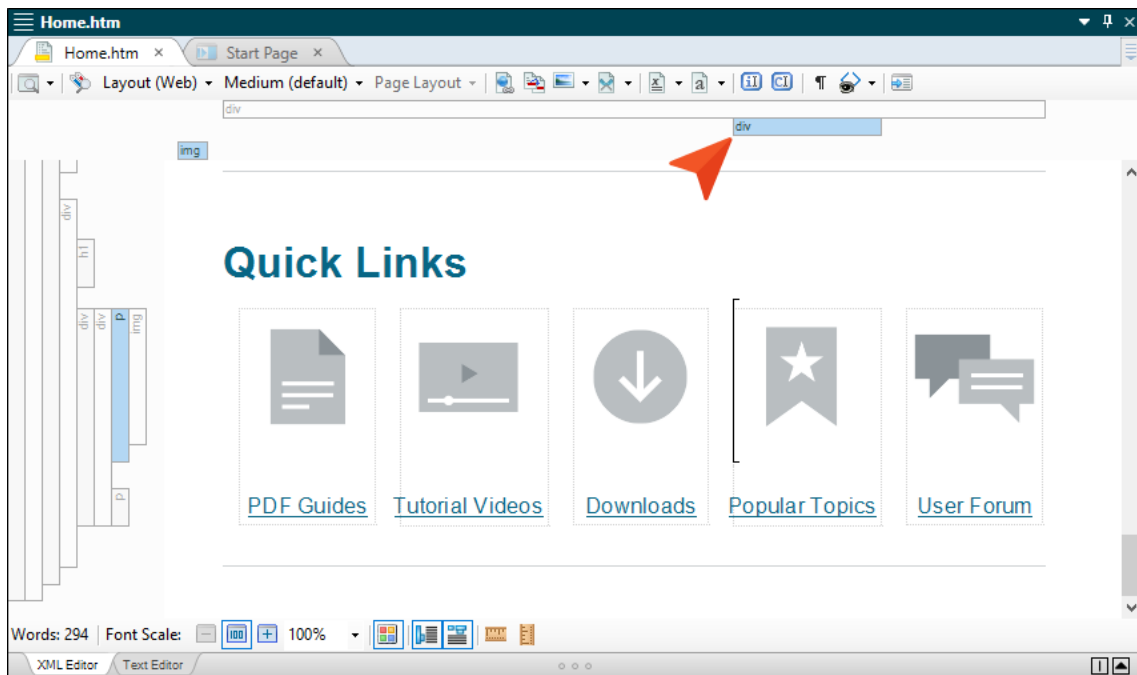 Home.htm
Home.htm × Start Page ×
Layout (Web) Medium (default) Page Layout
div
div
img
div
h1
div div p img
p
Quick Links
PDF Guides Tutorial Videos Downloads Popular Topics User Forum
Words: 294 Font Scale: 100 100%
XML Editor Text Editor